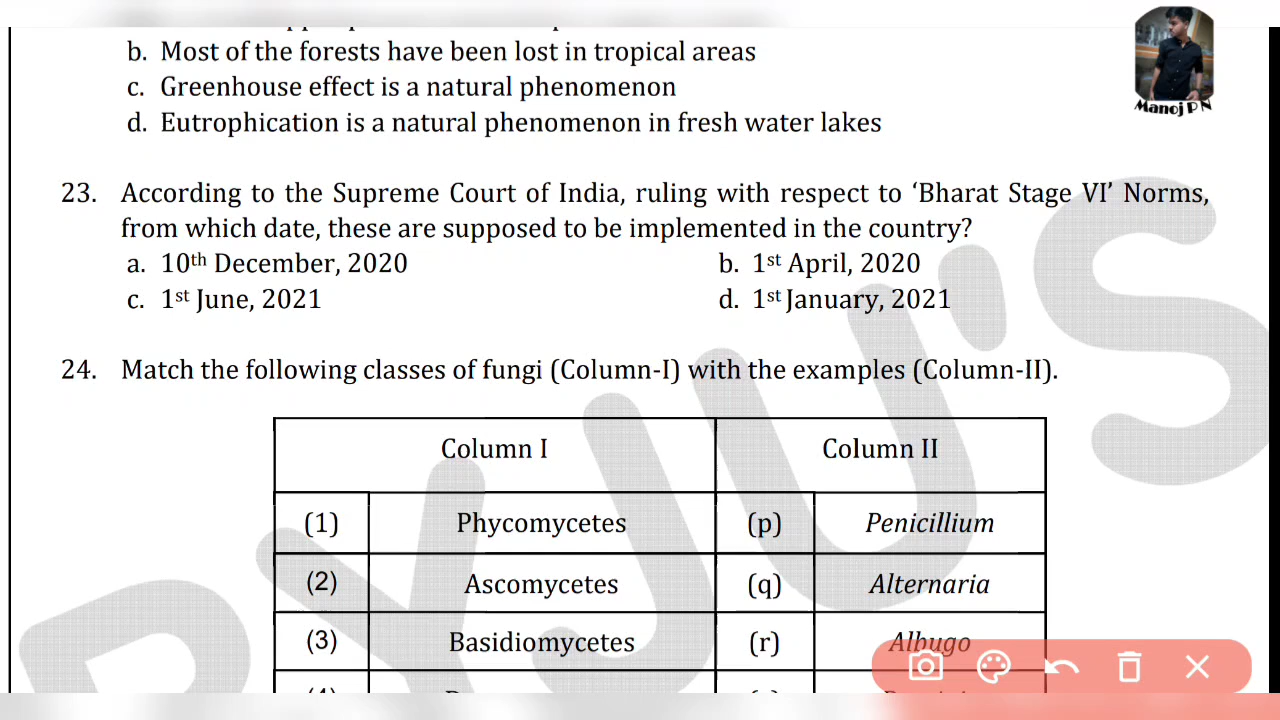 b. Most of the forests have been lost in tropical areas
c. Greenhouse effect is a natural phenomenon
d. Eutrophication is a natural phenomenon in fresh water lakes
Manoj P N
23. According to the Supreme Court of India, ruling with respect to ‘Bharat Stage VI’ Norms,
from which date, these are supposed to be implemented in the country?
a. 10th December, 2020 b. 1st April, 2020
c. 1st June, 2021 d. 1st January, 2021
24. Match the following classes of fungi (Column-I) with the examples (Column-II).
Column I Column II
(1) Phycomycetes (p) Penicillium
(2) Ascomycetes (q) Alternaria
(3) Basidiomycetes (r) Albugo
BYJU'S